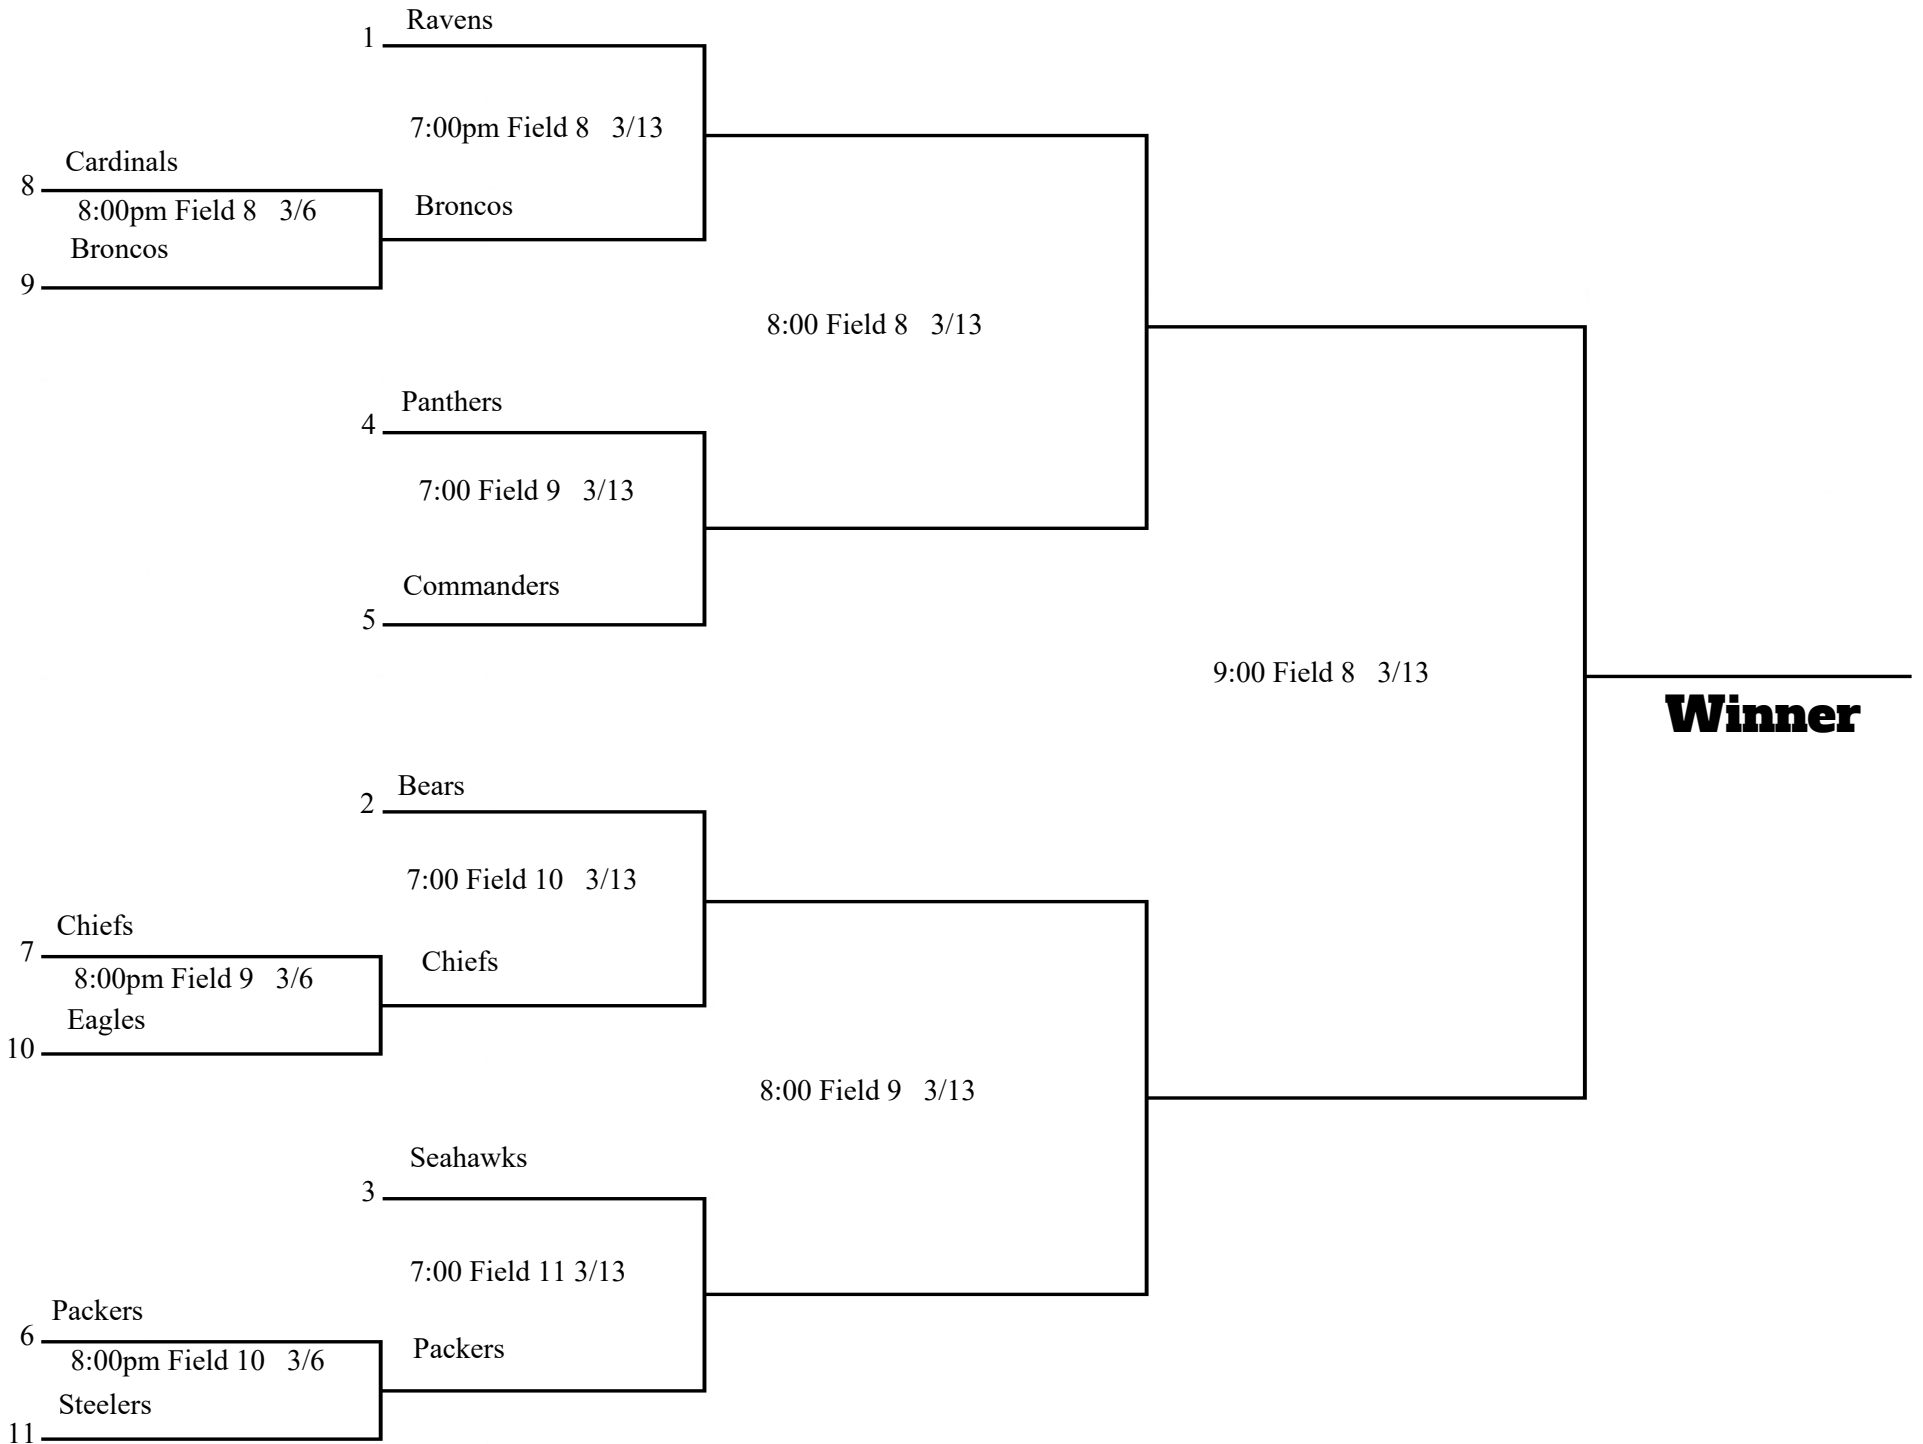 Ravens
1
7:00pm Field 8 3/13
Cardinals
8
8:00pm Field 8 3/6
Broncos
Broncos
9
8:00 Field 8 3/13
Panthers
4
7:00 Field 9 3/13
Commanders
5
9:00 Field 8 3/13
Winner
Bears
2
7:00 Field 10 3/13
Chiefs
7
Chiefs
8:00pm Field 9 3/6
Eagles
10
8:00 Field 9 3/13
Seahawks
3
7:00 Field 11 3/13
Packers
6
Packers
8:00pm Field 10 3/6
Steelers
11